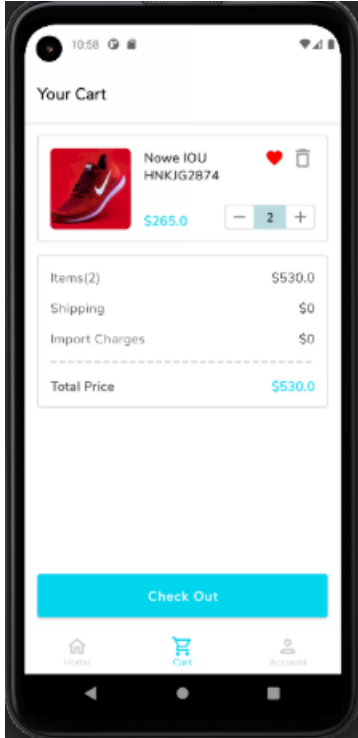 10:58
Your Cart
Nowe IOU
HNKJG2874
$265.0
2
Items(2) $530.0
Shipping $0
Import Charges $0
Total Price $530.0
Check Out
Home Cart Account